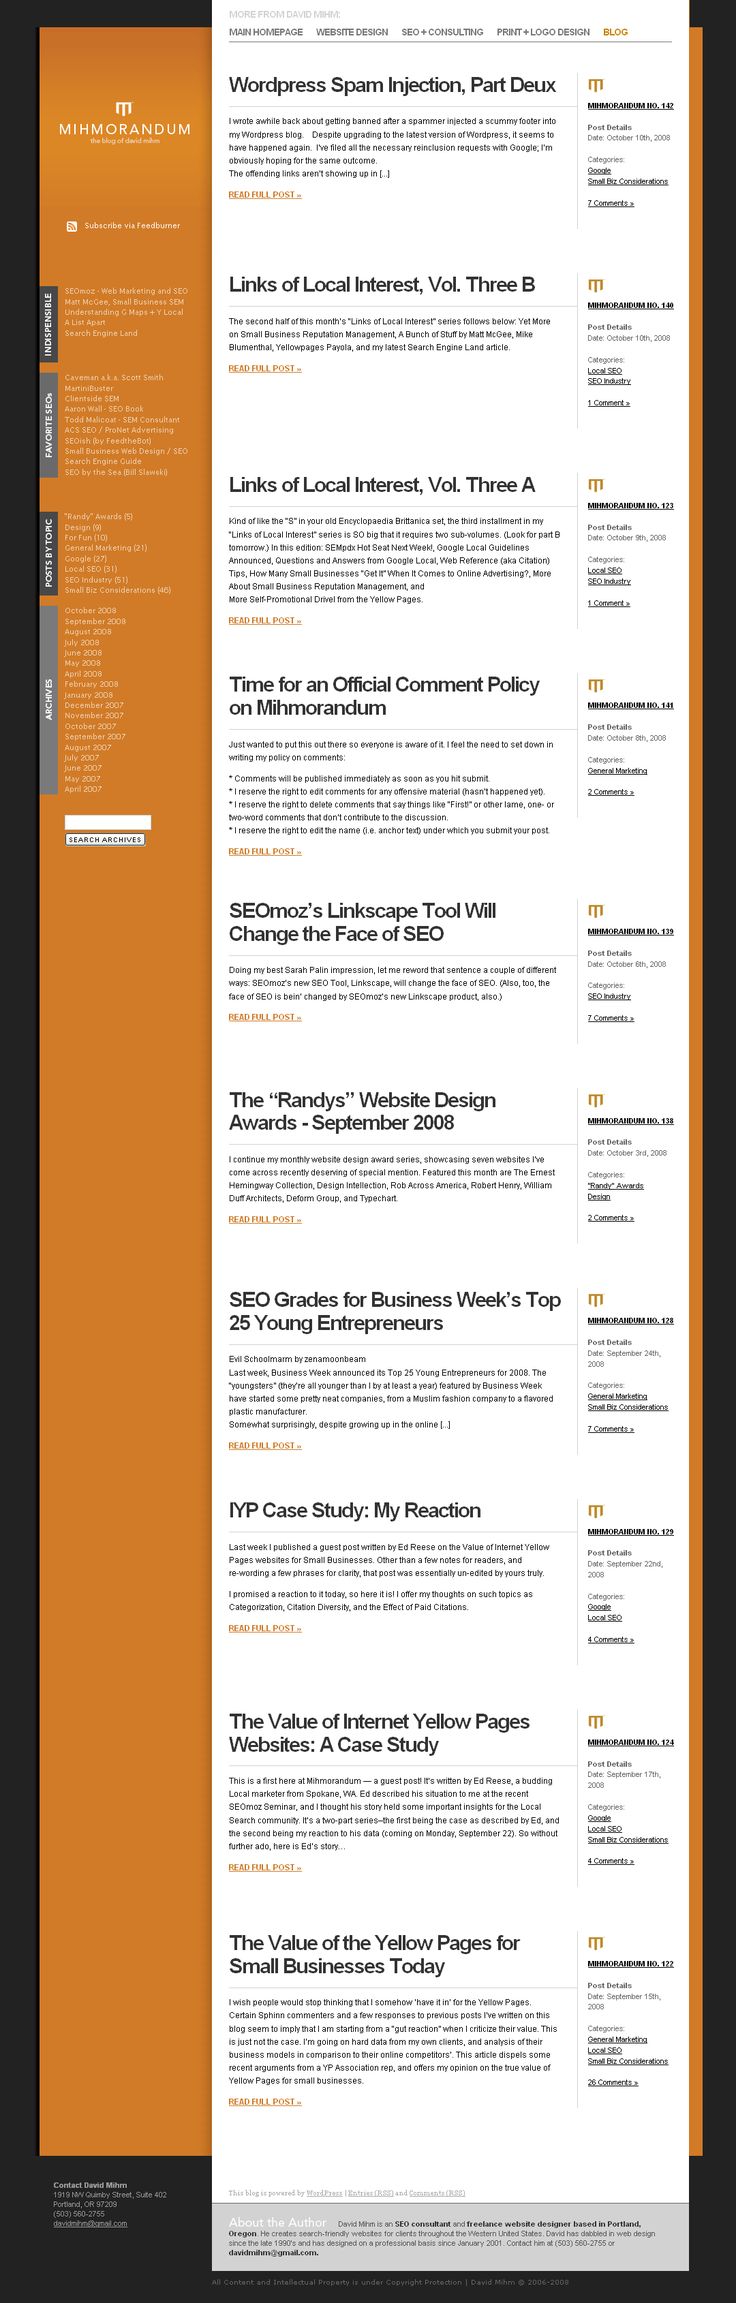 MORE FROM DAVID MIHM:
MAIN HOMEPAGE WEBSITE DESIGN SEO + CONSULTING PRINT + LOGO DESIGN BLOG
MIHMORANDUM
the blog of david mihm
Subscribe via Feedburner
INDISPENSIBLE
SEOmoz - Web Marketing and SEO
Matt McGee, Small Business SEM
Understanding G Maps + Y Local
A List Apart
Search Engine Land
FAVORITE SEOs
Caveman a.k.a. Scott Smith
MartiniBuster
Clientside SEM
Aaron Wall - SEO Book
Todd Malicoat - SEM Consultant
ACS SEO / ProNet Advertising
SEOish (by FeedtheBot)
Small Business Web Design / SEO
Search Engine Guide
SEO by the Sea (Bill Slawski)
POSTS BY TOPIC
"Randy" Awards (5)
Design (9)
For Fun (10)
General Marketing (21)
Google (27)
Local SEO (31)
SEO Industry (51)
Small Biz Considerations (46)
ARCHIVES
October 2008
September 2008
August 2008
July 2008
June 2008
May 2008
April 2008
February 2008
January 2008
December 2007
November 2007
October 2007
September 2007
August 2007
July 2007
June 2007
May 2007
April 2007
SEARCH ARCHIVES
Wordpress Spam Injection, Part Deux
I wrote awhile back about getting banned after a spammer injected a scummy footer into
my Wordpress blog. Despite upgrading to the latest version of Wordpress, it seems to
have happened again. I've filed all the necessary reinclusion requests with Google; I'm
obviously hoping for the same outcome.
The offending links aren't showing up in [...]
READ FULL POST »
MIHMORANDUM NO. 142
Post Details
Date: October 10th, 2008
Categories:
Google
Small Biz Considerations
7 Comments »
Links of Local Interest, Vol. Three B
The second half of this month's "Links of Local Interest" series follows below: Yet More
on Small Business Reputation Management, A Bunch of Stuff by Matt McGee, Mike
Blumenthal, Yellowpages Payola, and my latest Search Engine Land article.
READ FULL POST »
MIHMORANDUM NO. 140
Post Details
Date: October 10th, 2008
Categories:
Local SEO
SEO Industry
1 Comment »
Links of Local Interest, Vol. Three A
Kind of like the "S" in your old Encyclopaedia Brittanica set, the third installment in my
"Links of Local Interest" series is SO big that it requires two sub-volumes. (Look for part B
tomorrow.) In this edition: SEMpdx Hot Seat Next Week!, Google Local Guidelines
Announced, Questions and Answers from Google Local, Web Reference (aka Citation)
Tips, How Many Small Businesses "Get It" When It Comes to Online Advertising?, More
About Small Business Reputation Management, and
More Self-Promotional Drivel from the Yellow Pages.
READ FULL POST »
MIHMORANDUM NO. 123
Post Details
Date: October 9th, 2008
Categories:
Local SEO
SEO Industry
1 Comment »
Time for an Official Comment Policy
on Mihmorandum
Just wanted to put this out there so everyone is aware of it. I feel the need to set down in
writing my policy on comments:
* Comments will be published immediately as soon as you hit submit.
* I reserve the right to edit comments for any offensive material (hasn't happened yet).
* I reserve the right to delete comments that say things like "First!" or other lame, one- or
two-word comments that don't contribute to the discussion.
* I reserve the right to edit the name (i.e. anchor text) under which you submit your post.
READ FULL POST »
MIHMORANDUM NO. 141
Post Details
Date: October 8th, 2008
Categories:
General Marketing
2 Comments »
SEOmoz's Linkscape Tool Will
Change the Face of SEO
Doing my best Sarah Palin impression, let me reword that sentence a couple of different
ways: SEOmoz's new SEO Tool, Linkscape, will change the face of SEO. (Also, too, the
face of SEO is bein' changed by SEOmoz's new Linkscape product, also.)
READ FULL POST »
MIHMORANDUM NO. 139
Post Details
Date: October 6th, 2008
Categories:
SEO Industry
7 Comments »
The “Randys” Website Design
Awards - September 2008
I continue my monthly website design award series, showcasing seven websites I've
come across recently deserving of special mention. Featured this month are The Ernest
Hemingway Collection, Design Intellection, Rob Across America, Robert Henry, William
Duff Architects, Deform Group, and Typechart.
READ FULL POST »
MIHMORANDUM NO. 138
Post Details
Date: October 3rd, 2008
Categories:
"Randy" Awards
Design
2 Comments »
SEO Grades for Business Week's Top
25 Young Entrepreneurs
Evil Schoolmarm by zenamoonbeam
Last week, Business Week announced its Top 25 Young Entrepreneurs for 2008. The
"youngsters" (they're all younger than I by at least a year) featured by Business Week
have started some pretty neat companies, from a Muslim fashion company to a flavored
plastic manufacturer.
Somewhat surprisingly, despite growing up in the online [...]
READ FULL POST »
MIHMORANDUM NO. 128
Post Details
Date: September 24th,
2008
Categories:
General Marketing
Small Biz Considerations
7 Comments »
IYP Case Study: My Reaction
Last week I published a guest post written by Ed Reese on the Value of Internet Yellow
Pages websites for Small Businesses. Other than a few notes for readers, and
re-wording a few phrases for clarity, that post was essentially un-edited by yours truly.
I promised a reaction to it today, so here it is! I offer my thoughts on such topics as
Categorization, Citation Diversity, and the Effect of Paid Citations.
READ FULL POST »
MIHMORANDUM NO. 129
Post Details
Date: September 22nd,
2008
Categories:
Google
Local SEO
4 Comments »
The Value of Internet Yellow Pages
Websites: A Case Study
This is a first here at Mihmorandum — a guest post! It's written by Ed Reese, a budding
Local marketer from Spokane, WA. Ed described his situation to me at the recent
SEOmoz Seminar, and I thought his story held some important insights for the Local
Search community. It's a two-part series--the first being the case as described by Ed, and
the second being my reaction to his data (coming on Monday, September 22). So without
further ado, here is Ed's story...
READ FULL POST »
MIHMORANDUM NO. 124
Post Details
Date: September 17th,
2008
Categories:
Google
Local SEO
Small Biz Considerations
4 Comments »
The Value of the Yellow Pages for
Small Businesses Today
I wish people would stop thinking that I somehow 'have it in' for the Yellow Pages.
Certain Sphinn commenters and a few responses to previous posts I've written on this
blog seem to imply that I am starting from a "gut reaction" when I criticize their value. This
is just not the case. I'm going on hard data from my own clients, and analysis of their
business models in comparison to their online competitors'. This article dispels some
recent arguments from a YP Association rep, and offers my opinion on the true value of
Yellow Pages for small businesses.
READ FULL POST »
MIHMORANDUM NO. 122
Post Details
Date: September 15th,
2008
Categories:
General Marketing
Local SEO
Small Biz Considerations
26 Comments »
Contact David Mihm
1919 NW Quimby Street, Suite 402
Portland, OR 97209
(503) 560-2755
davidmihm@gmail.com
This blog is powered by WordPress | Entries (RSS) and Comments (RSS)
About the Author David Mihm is an SEO consultant and freelance website designer based in Portland,
Oregon. He creates search-friendly websites for clients throughout the Western United States. David has dabbled in web design
since the late 1990's and has designed on a professional basis since January 2001. Contact him at (503) 560-2755 or
davidmihm@gmail.com.
All Content and Intellectual Property is under Copyright Protection | David Mihm © 2006-2008